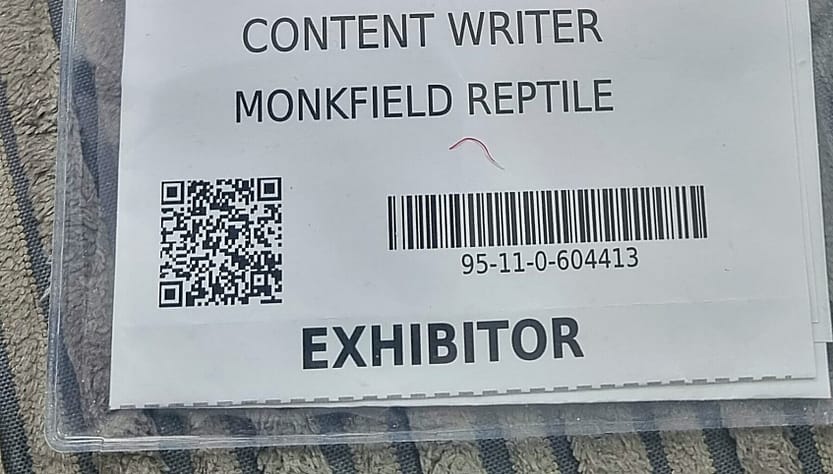 CONTENT WRITER
MONKFIELD REPTILE
95-11-0-604413
EXHIBITOR